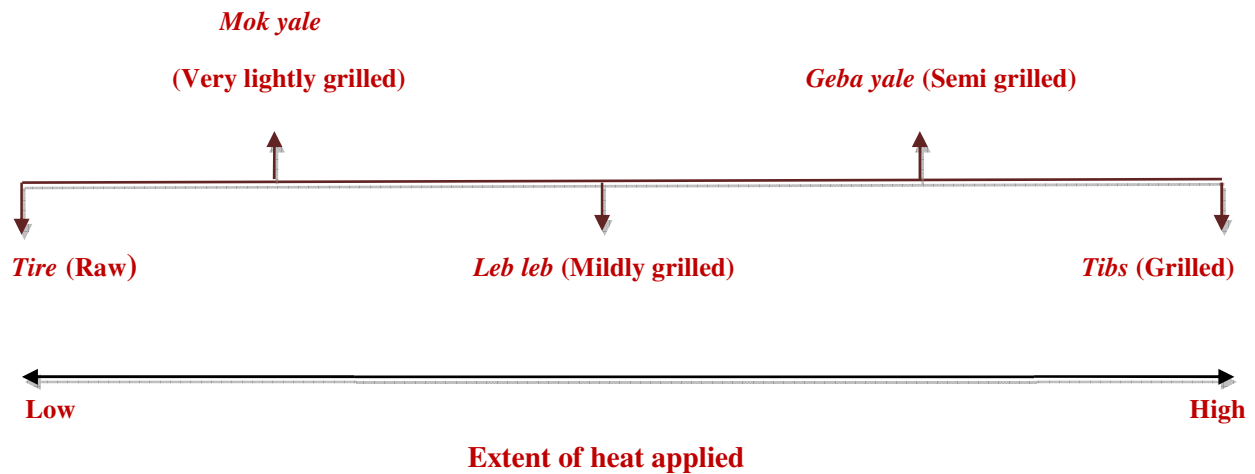 Mok yale
(Very lightly grilled)
Geba yale (Semi grilled)
Tire (Raw)
Leb leb (Mildly grilled)
Tibs (Grilled)
Low
High
Extent of heat applied